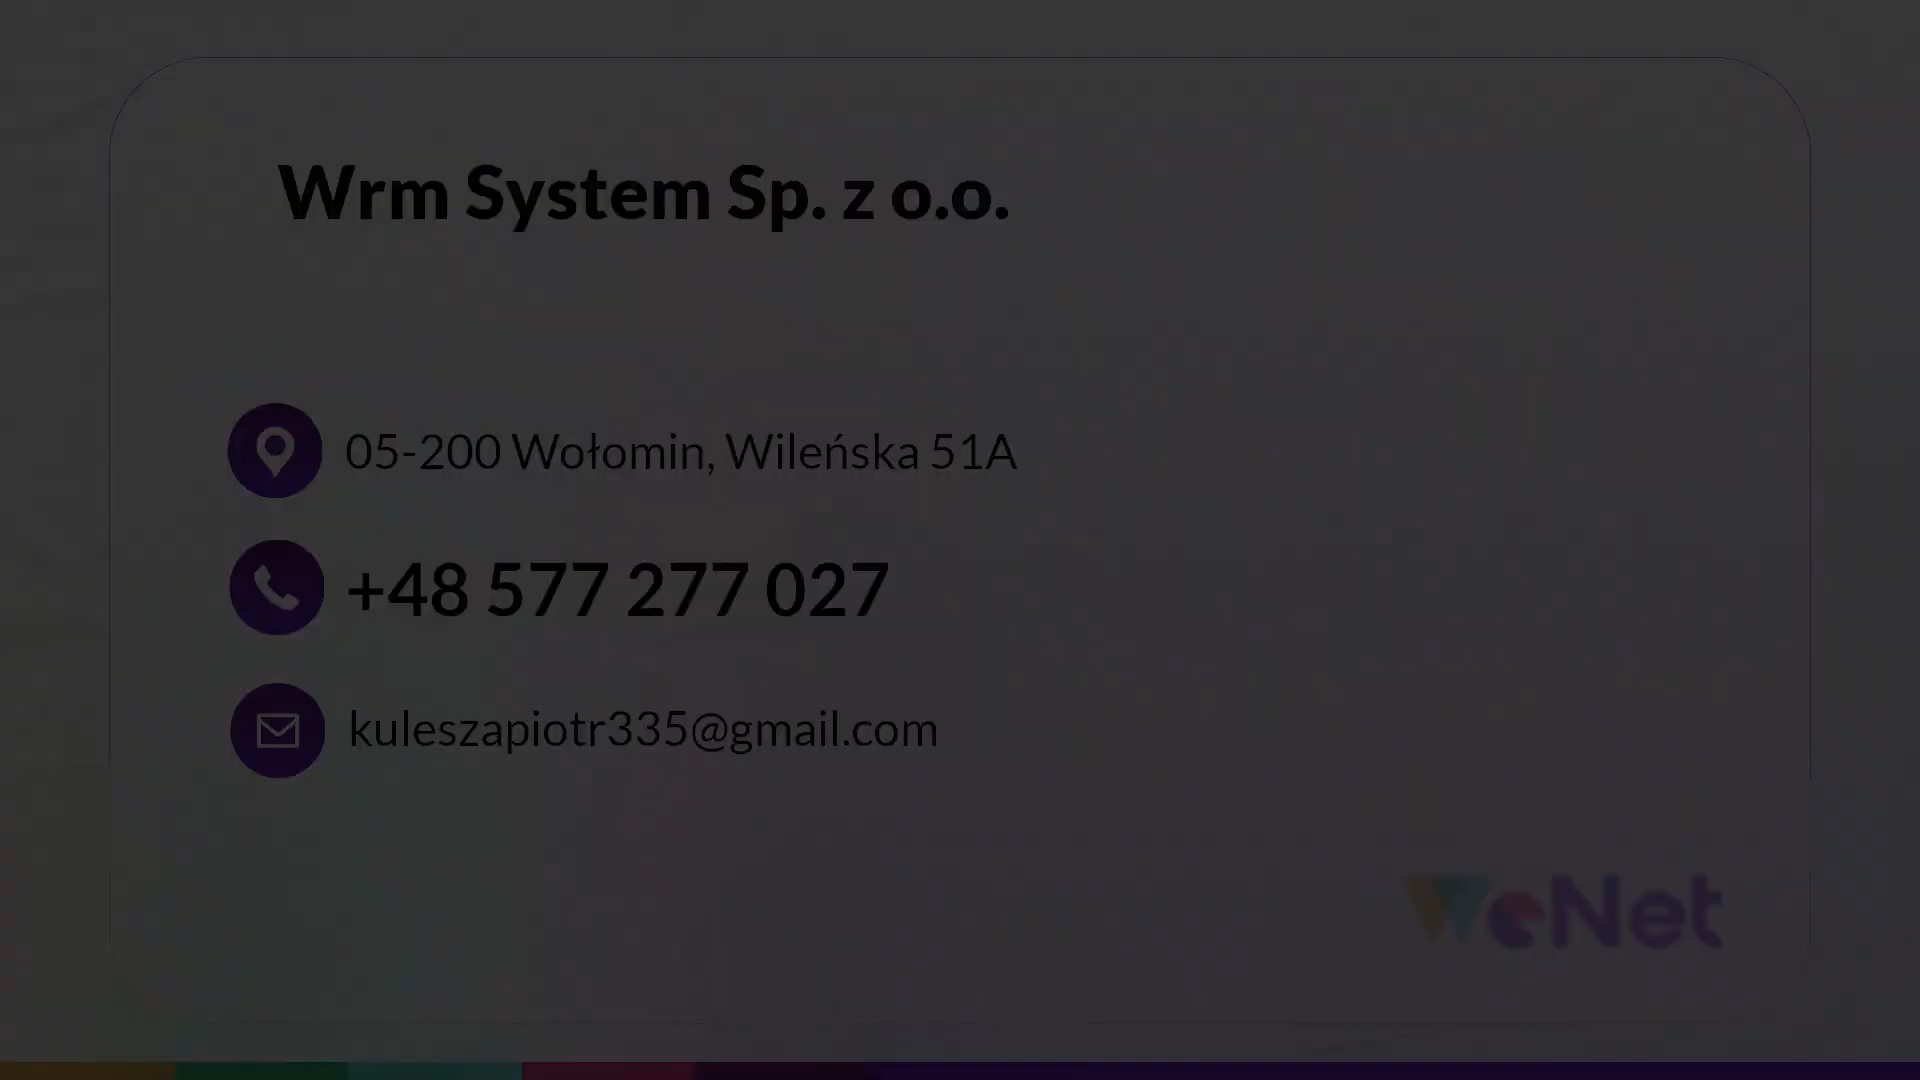 Wrm System Sp. z o.o.
05-200 Wołomin, Wileńska 51A
+48 577 277 027
kuleszapiotr335@gmail.com
WeNet